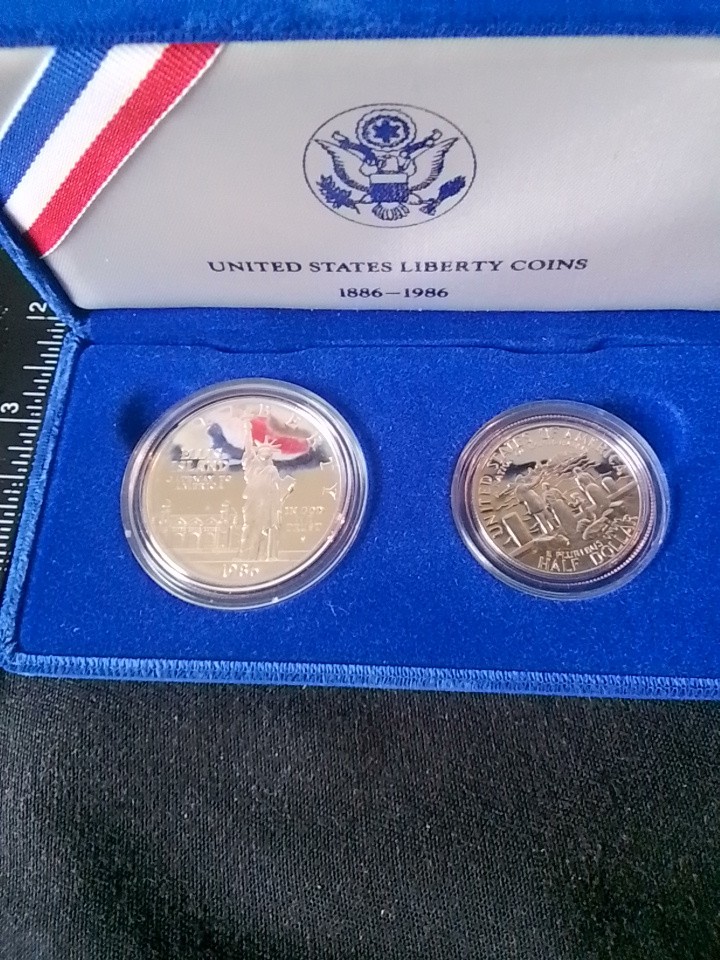 UNITED STATES LIBERTY COINS
1886–1986
2
3
LIBERTY
ELLIS
ISLAND
IN GOD
WE TRUST
1986
UNITED STATES OF AMERICA
E PLURIBUS
HALF DOLLAR